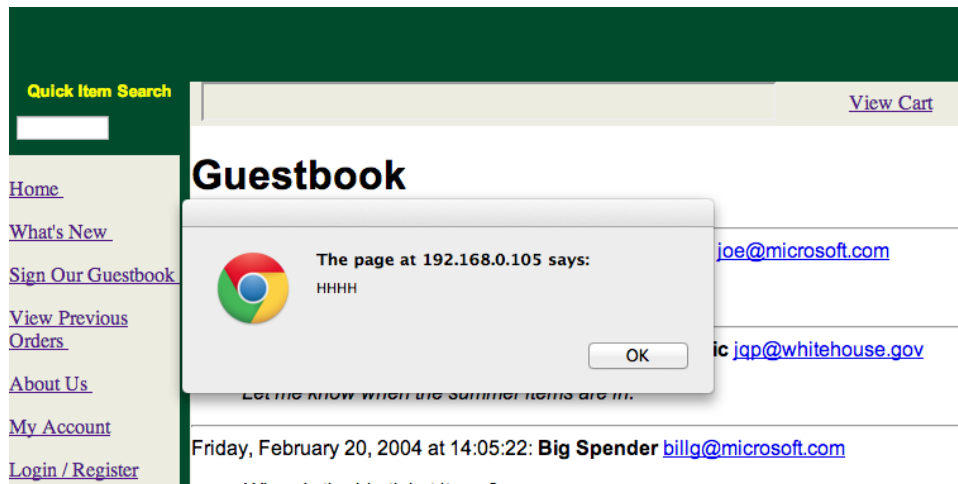 Quick Item Search
View Cart
Guestbook
Home
What's New
Sign Our Guestbook
View Previous
Orders
About Us
My Account
Login / Register
The page at 192.168.0.105 says:
HHHH
OK
joe@microsoft.com
ic jqp@whitehouse.gov
Let me know when the summer items are in.
Friday, February 20, 2004 at 14:05:22: Big Spender billg@microsoft.com